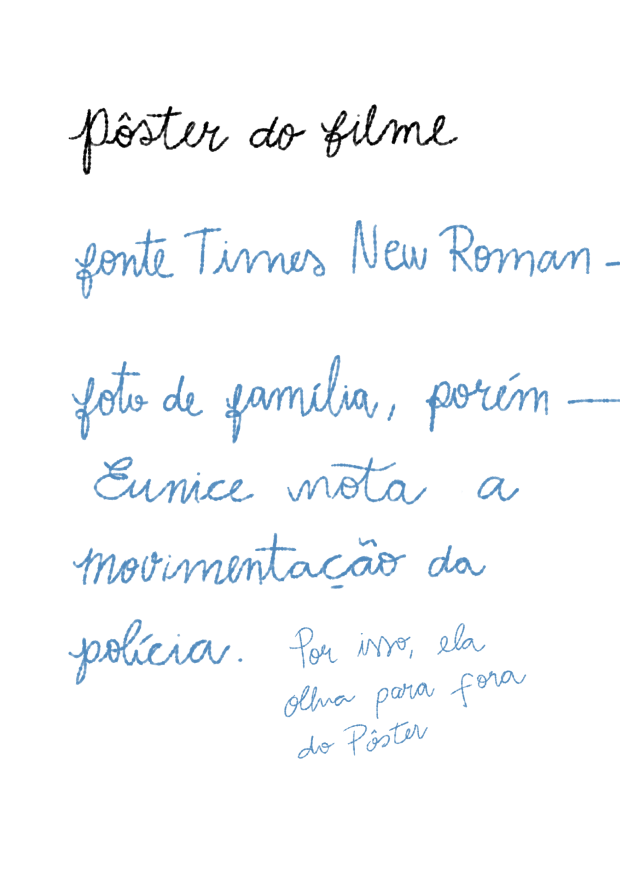 pôster do filme
fonte Times New Roman -
foto de família, porém —
Eunice nota a
movimentação da
polícia.
Por isso, ela
olha para fora
do Pôster